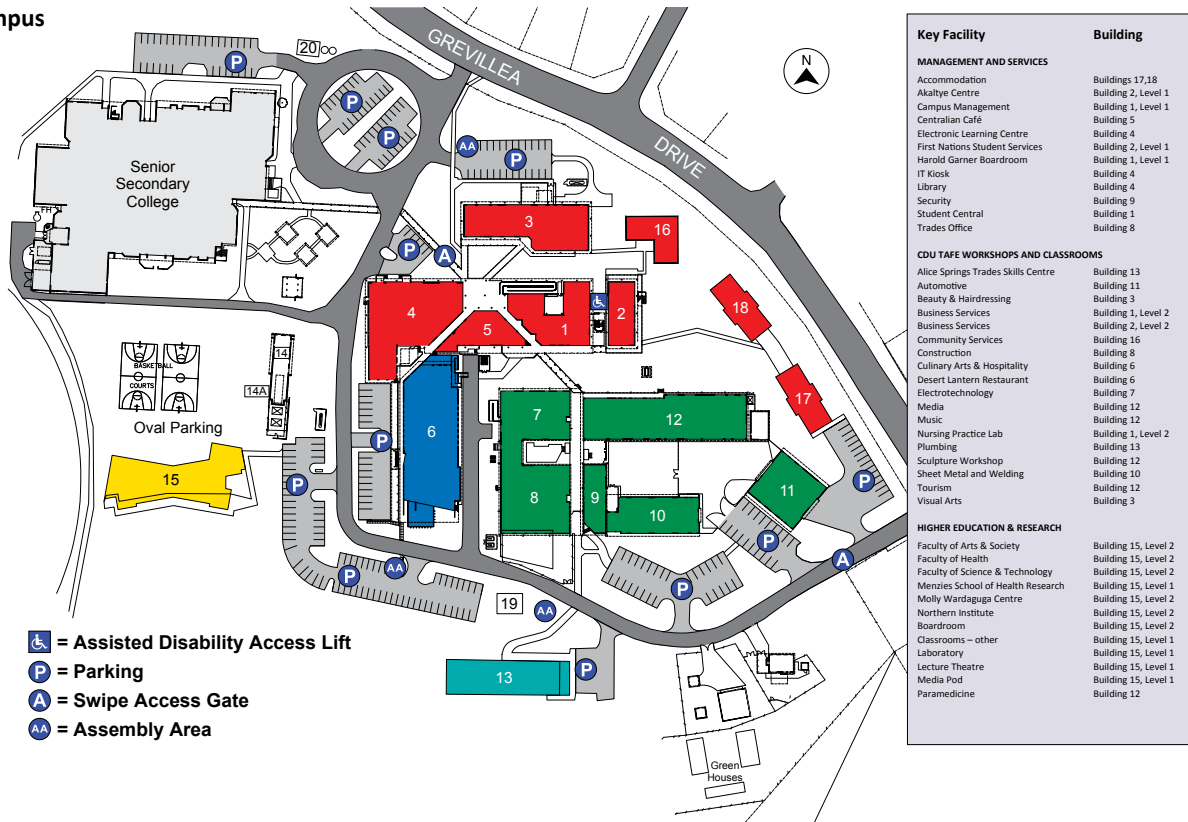 mpus
GREVILLEA
DRIVE
N
20
P
P
P
P
AA
P
P
A
Senior
Secondary
College
FH
3
16
4
5
1
2
18
17
14
14A
BASKETBALL
COURTS
Oval Parking
15
6
7
12
8
9
10
11
P
P
P
AA
P
P
P
A
19
AA
13
P
Green
Houses
= Assisted Disability Access Lift
P = Parking
A = Swipe Access Gate
AA = Assembly Area
Key Facility Building
MANAGEMENT AND SERVICES
Accommodation Buildings 17,18
Akaltye Centre Building 2, Level 1
Campus Management Building 1, Level 1
Centralian Café Building 5
Electronic Learning Centre Building 4
First Nations Student Services Building 2, Level 1
Harold Garner Boardroom Building 1, Level 1
IT Kiosk Building 4
Library Building 4
Security Building 9
Student Central Building 1
Trades Office Building 8
CDU TAFE WORKSHOPS AND CLASSROOMS
Alice Springs Trades Skills Centre Building 13
Automotive Building 11
Beauty & Hairdressing Building 3
Business Services Building 1, Level 2
Business Services Building 2, Level 2
Community Services Building 16
Construction Building 8
Culinary Arts & Hospitality Building 6
Desert Lantern Restaurant Building 6
Electrotechnology Building 7
Media Building 12
Music Building 12
Nursing Practice Lab Building 1, Level 2
Plumbing Building 13
Sculpture Workshop Building 12
Sheet Metal and Welding Building 10
Tourism Building 12
Visual Arts Building 3
HIGHER EDUCATION & RESEARCH
Faculty of Arts & Society Building 15, Level 2
Faculty of Health Building 15, Level 2
Faculty of Science & Technology Building 15, Level 2
Menzies School of Health Research Building 15, Level 1
Molly Wardaguga Centre Building 15, Level 2
Northern Institute Building 15, Level 2
Boardroom Building 15, Level 2
Classrooms – other Building 15, Level 1
Laboratory Building 15, Level 1
Lecture Theatre Building 15, Level 1
Media Pod Building 15, Level 1
Paramedicine Building 12